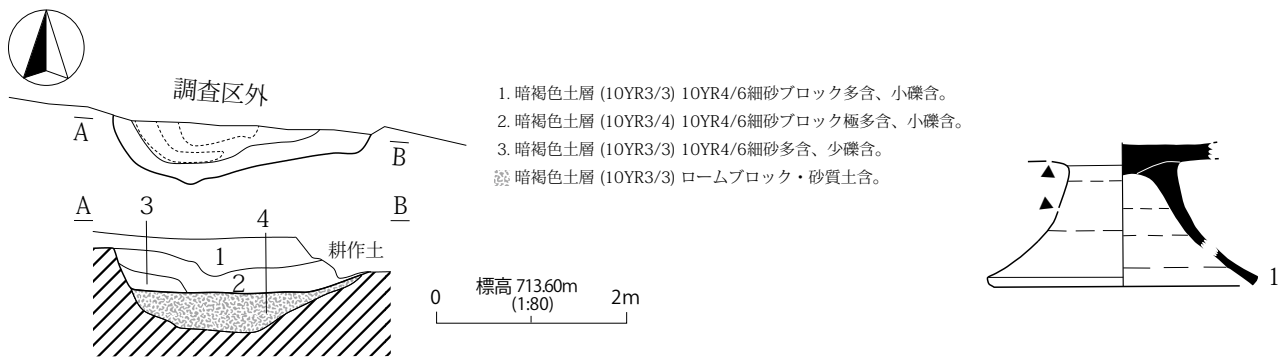 調査区外
A
B
1. 暗褐色土層 (10YR3/3) 10YR4/6細砂ブロック多含、小礫含。
2. 暗褐色土層 (10YR3/4) 10YR4/6細砂ブロック極多含、小礫含。
3. 暗褐色土層 (10YR3/3) 10YR4/6細砂多含、少礫含。
暗褐色土層 (10YR3/3) ロームブロック・砂質土含。
A
3
4
B
1
2
耕作土
標高 713.60m
0
(1:80)
2m
1